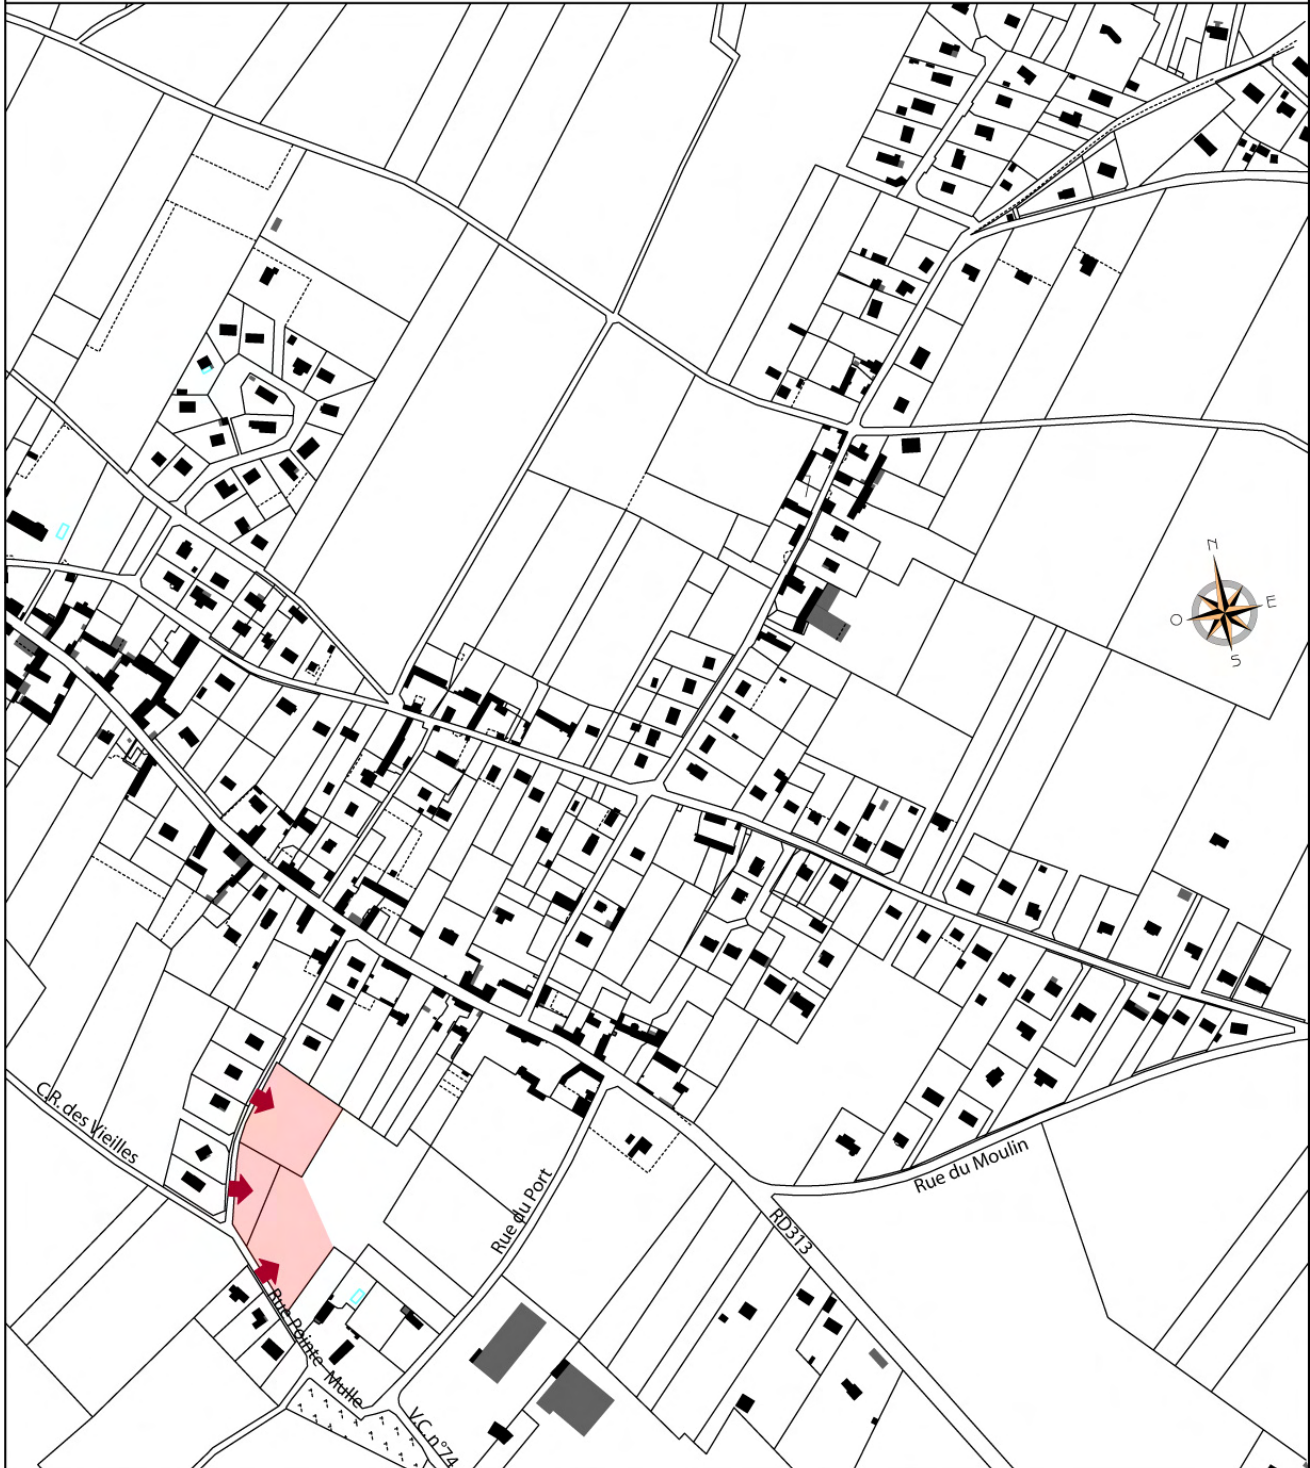 N
E
O
S
C.R. des Vieilles
Rue du Moulin
Rue du Port
RD313
Rue Pointe Mulle
V.C.n°74